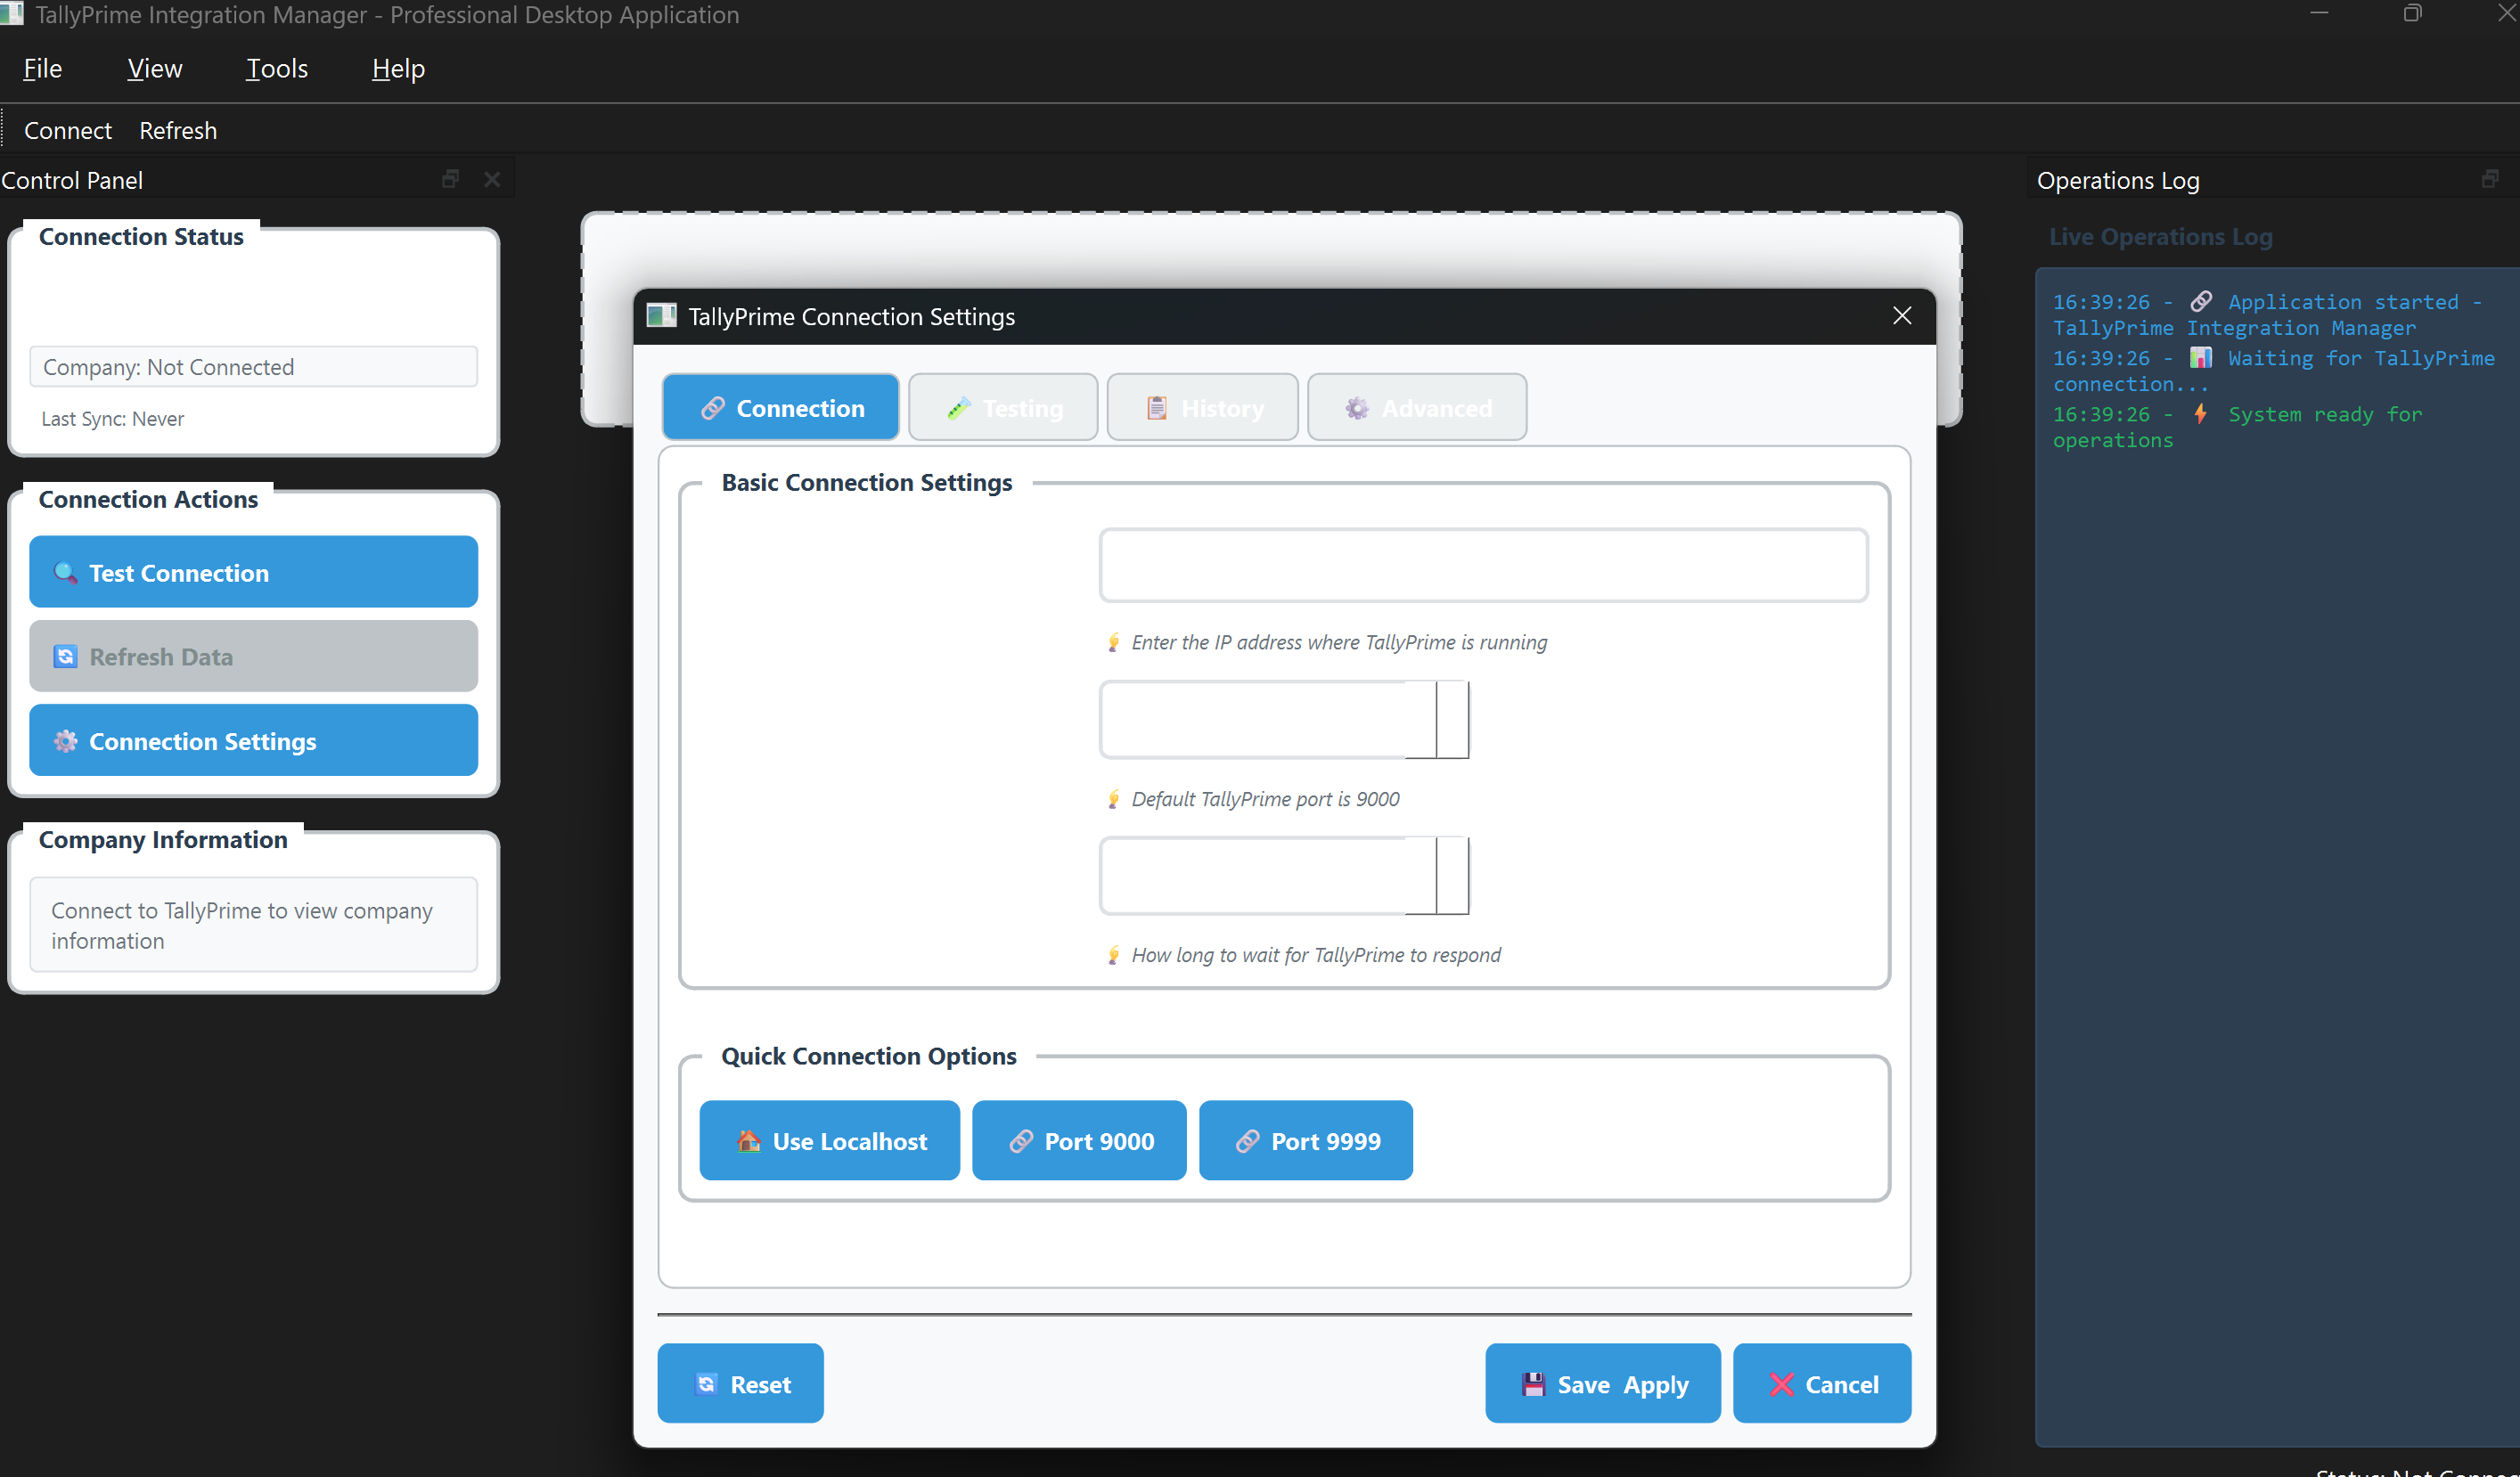 TallyPrime Integration Manager - Professional Desktop Application
File View Tools Help
Connect Refresh
Control Panel
Connection Status
Company: Not Connected
Last Sync: Never
Connection Actions
Test Connection
Refresh Data
Connection Settings
Company Information
Connect to TallyPrime to view company
information
TallyPrime Connection Settings
Connection Testing History Advanced
Basic Connection Settings
Enter the IP address where TallyPrime is running
Default TallyPrime port is 9000
How long to wait for TallyPrime to respond
Quick Connection Options
Use Localhost Port 9000 Port 9999
Reset Save Apply Cancel
Operations Log
Live Operations Log
16:39:26 - 🔗 Application started -
TallyPrime Integration Manager
16:39:26 - 📊 Waiting for TallyPrime
connection...
16:39:26 - ⚡ System ready for
operations